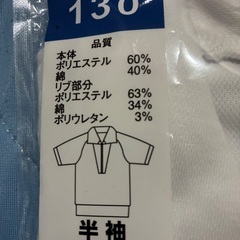 130
品質
本体
ポリエステル 60%
綿 40%
リブ部分
ポリエステル 63%
綿 34%
ポリウレタン 3%
半袖